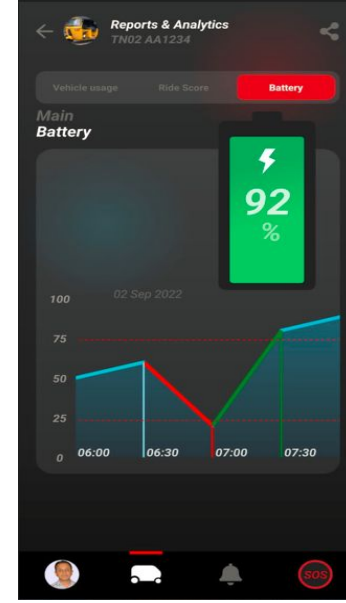 Reports & Analytics
TN02 AA1234
Vehicle usage
Ride Score
Battery
Main
Battery
92
%
02 Sep 2022
100
75
50
25
0
06:00
06:30
07:00
07:30
SOS